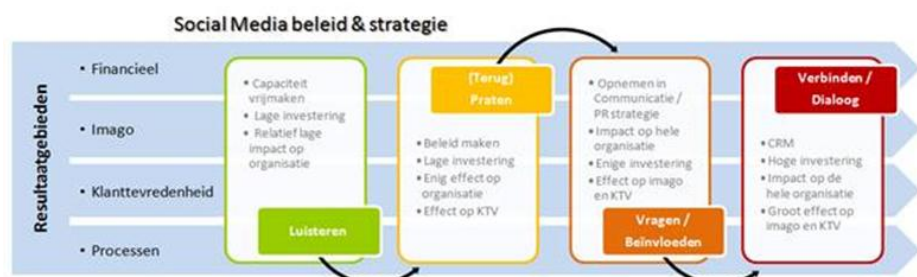 Social Media beleid & strategie
Resultaatgebieden
• Financieel
• Imago
• Klanttevredenheid
• Processen
• Capaciteit
vrijmaken
• Lage investering
• Relatief lage
impact op
organisatie
Luisteren
(Terug)
Praten
• Beleid maken
• Lage investering
• Enig effect op
organisatie
• Effect op KTV
• Opnemen in
Communicatie /
PR strategie
• Impact op hele
organisatie
• Enige investering
• Effect op imago
en KTV
Vragen /
Beïnvloeden
Verbinden /
Dialoog
• CRM
• Hoge investering
• Impact op de
hele organisatie
• Groot effect op
imago en KTV